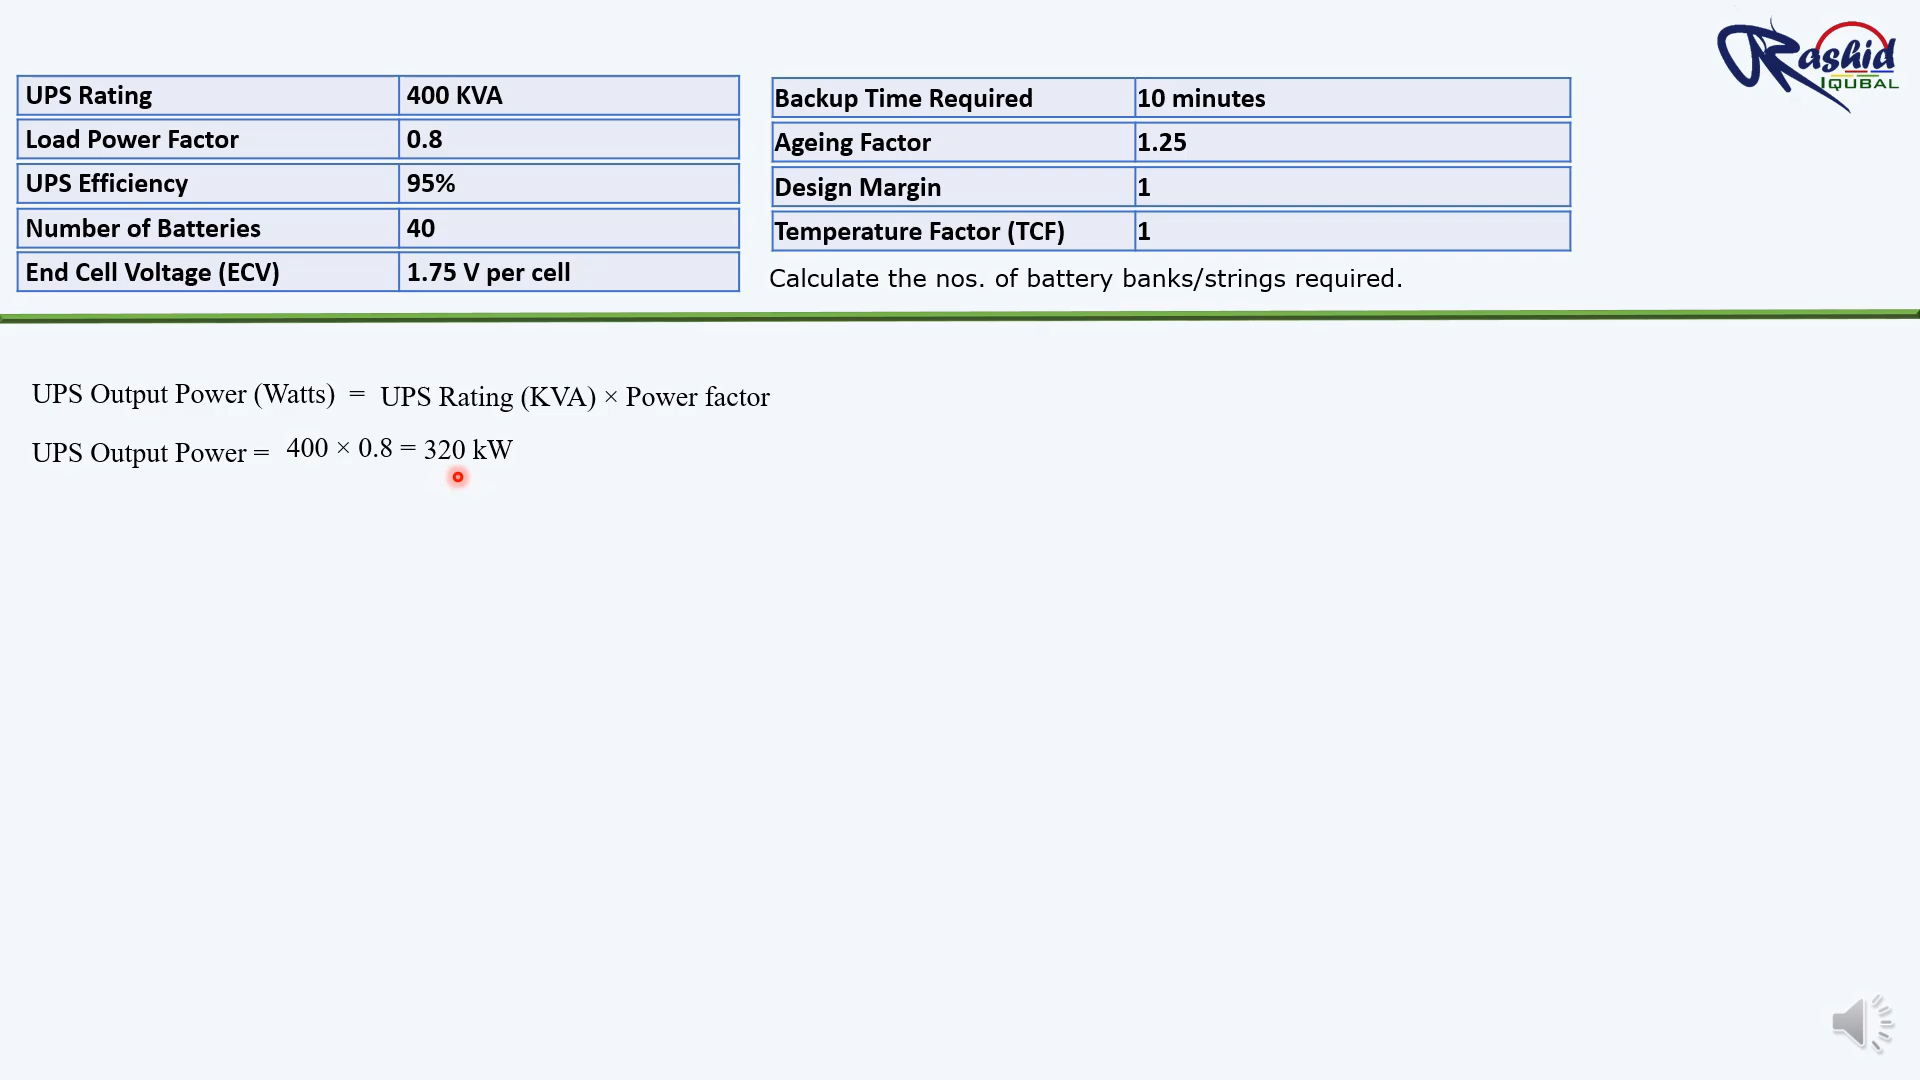 Rashid
IQUBAL
UPS Rating 400 KVA
Load Power Factor 0.8
UPS Efficiency 95%
Number of Batteries 40
End Cell Voltage (ECV) 1.75 V per cell
Backup Time Required 10 minutes
Ageing Factor 1.25
Design Margin 1
Temperature Factor (TCF) 1
Calculate the nos. of battery banks/strings required.
UPS Output Power (Watts) = UPS Rating (KVA) × Power factor
UPS Output Power = 400 × 0.8 = 320 kW